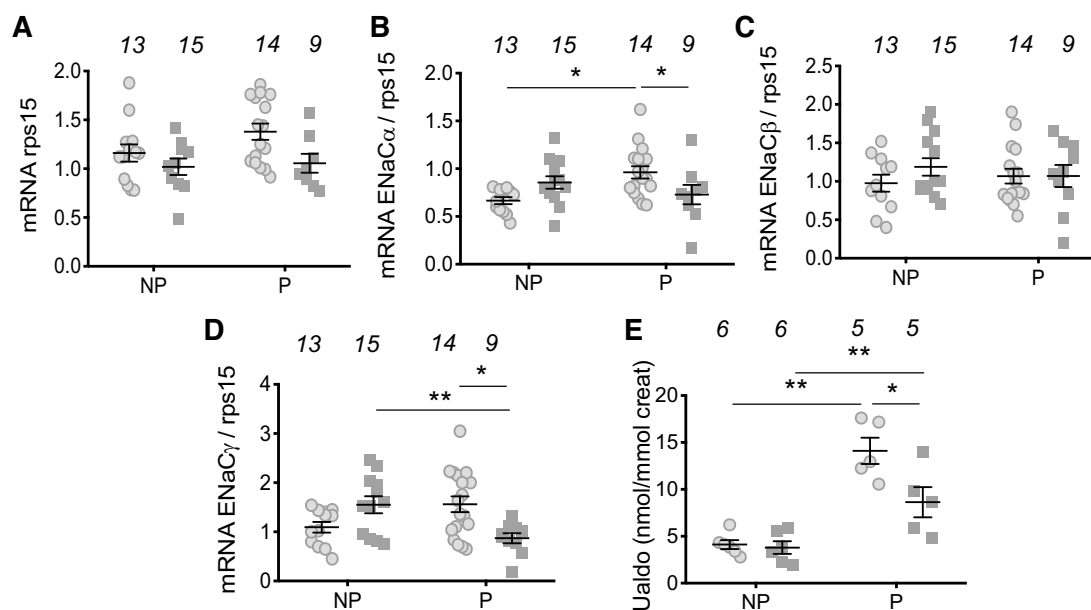 A
13 15 14 9
mRNA rps15
2.0
1.5
1.0
0.5
0.0
NP P
B
13 15 14 9
mRNA ENaCα / rps15
2.0
1.5
1.0
0.5
0.0
* *
NP P
C
13 15 14 9
mRNA ENaCβ / rps15
2.5
2.0
1.5
1.0
0.5
0.0
NP P
D
13 15 14 9
mRNA ENaCγ / rps15
4
3
2
1
0
*
**
NP P
E
6 6 5 5
Ualdo (nmol/mmol creat)
20
15
10
5
0
**
** *
NP P